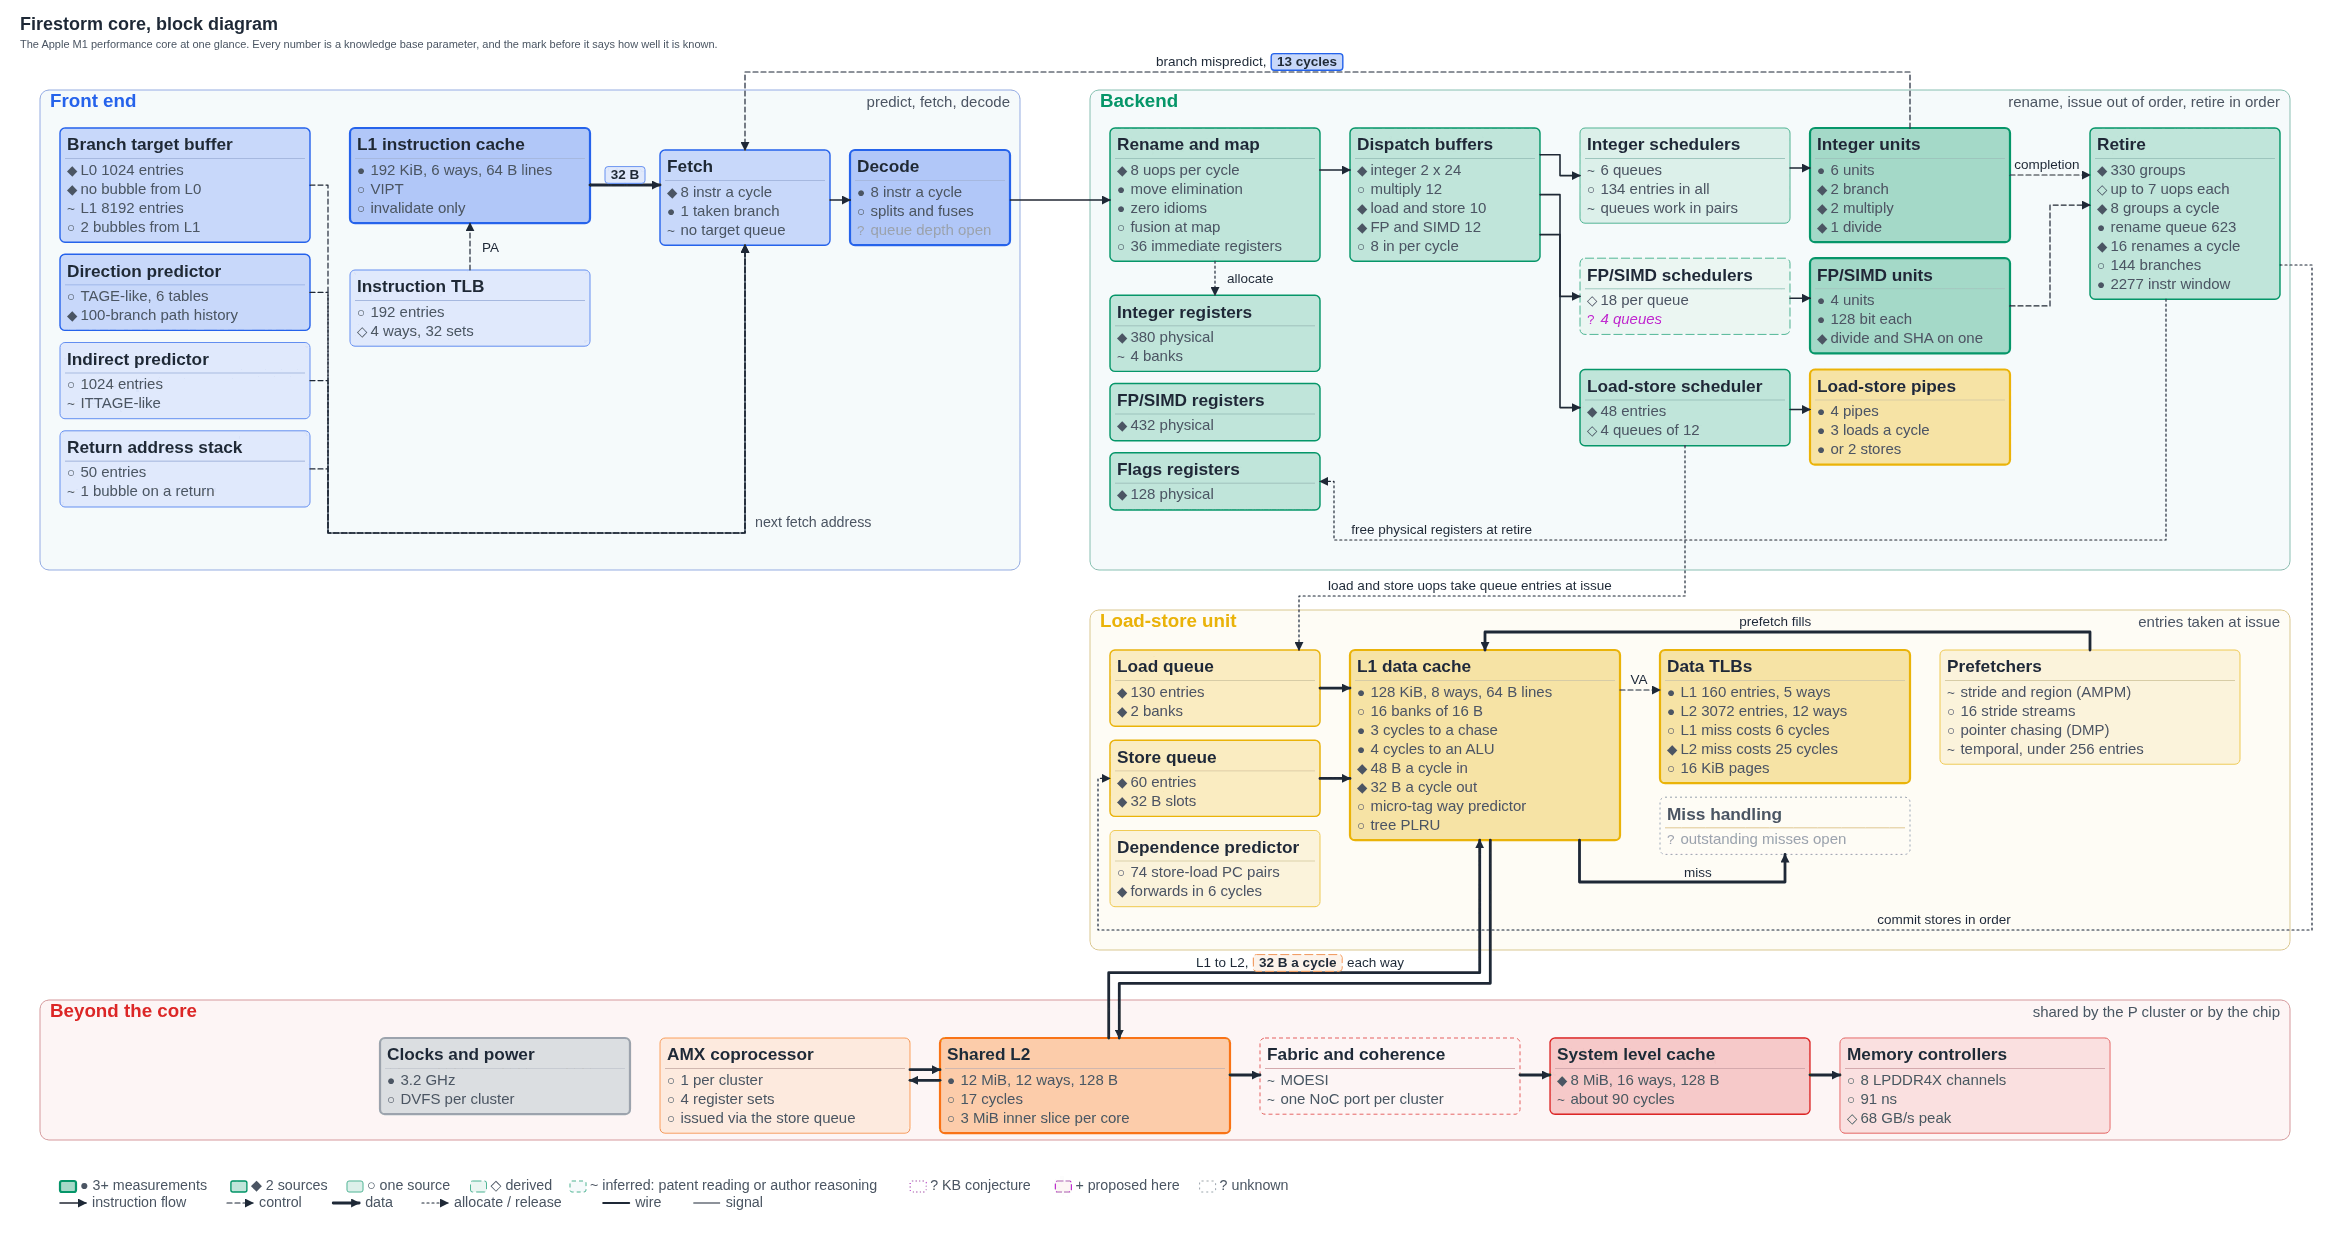 Firestorm core, block diagram
The Apple M1 performance core at one glance. Every number is a knowledge base parameter, and the mark before it says how well it is known.
branch mispredict, 13 cycles
Front end
predict, fetch, decode
Branch target buffer
◆ L0 1024 entries
◆ no bubble from L0
~ L1 8192 entries
○ 2 bubbles from L1
Direction predictor
○ TAGE-like, 6 tables
◆ 100-branch path history
Indirect predictor
○ 1024 entries
~ ITTAGE-like
Return address stack
○ 50 entries
~ 1 bubble on a return
L1 instruction cache
● 192 KiB, 6 ways, 64 B lines
○ VIPT
○ invalidate only
PA
Instruction TLB
○ 192 entries
◇ 4 ways, 32 sets
32 B
Fetch
◆ 8 instr a cycle
● 1 taken branch
~ no target queue
Decode
● 8 instr a cycle
○ splits and fuses
? queue depth open
next fetch address
Backend
rename, issue out of order, retire in order
Rename and map
◆ 8 uops per cycle
● move elimination
● zero idioms
○ fusion at map
○ 36 immediate registers
allocate
Integer registers
◆ 380 physical
~ 4 banks
FP/SIMD registers
◆ 432 physical
Flags registers
◆ 128 physical
Dispatch buffers
◆ integer 2 x 24
○ multiply 12
◆ load and store 10
◆ FP and SIMD 12
○ 8 in per cycle
Integer schedulers
~ 6 queues
○ 134 entries in all
~ queues work in pairs
FP/SIMD schedulers
◇ 18 per queue
? 4 queues
Load-store scheduler
◆ 48 entries
◇ 4 queues of 12
Integer units
● 6 units
◆ 2 branch
◆ 2 multiply
◆ 1 divide
FP/SIMD units
● 4 units
● 128 bit each
◆ divide and SHA on one
Load-store pipes
● 4 pipes
● 3 loads a cycle
● or 2 stores
completion
Retire
◆ 330 groups
◇ up to 7 uops each
◆ 8 groups a cycle
● rename queue 623
◆ 16 renames a cycle
○ 144 branches
● 2277 instr window
free physical registers at retire
load and store uops take queue entries at issue
Load-store unit
entries taken at issue
prefetch fills
Load queue
◆ 130 entries
◆ 2 banks
Store queue
◆ 60 entries
◆ 32 B slots
Dependence predictor
○ 74 store-load PC pairs
◆ forwards in 6 cycles
L1 data cache
● 128 KiB, 8 ways, 64 B lines
○ 16 banks of 16 B
● 3 cycles to a chase
● 4 cycles to an ALU
◆ 48 B a cycle in
◆ 32 B a cycle out
○ micro-tag way predictor
○ tree PLRU
VA
Data TLBs
● L1 160 entries, 5 ways
● L2 3072 entries, 12 ways
○ L1 miss costs 6 cycles
◆ L2 miss costs 25 cycles
○ 16 KiB pages
Miss handling
? outstanding misses open
miss
Prefetchers
~ stride and region (AMPM)
○ 16 stride streams
○ pointer chasing (DMP)
~ temporal, under 256 entries
commit stores in order
L1 to L2, 32 B a cycle each way
Beyond the core
shared by the P cluster or by the chip
Clocks and power
● 3.2 GHz
○ DVFS per cluster
AMX coprocessor
○ 1 per cluster
○ 4 register sets
○ issued via the store queue
Shared L2
● 12 MiB, 12 ways, 128 B
○ 17 cycles
○ 3 MiB inner slice per core
Fabric and coherence
~ MOESI
~ one NoC port per cluster
System level cache
◆ 8 MiB, 16 ways, 128 B
~ about 90 cycles
Memory controllers
○ 8 LPDDR4X channels
○ 91 ns
◇ 68 GB/s peak
● 3+ measurements ◆ 2 sources ○ one source ◇ derived ~ inferred: patent reading or author reasoning ? KB conjecture + proposed here ? unknown
instruction flow control data allocate / release wire signal